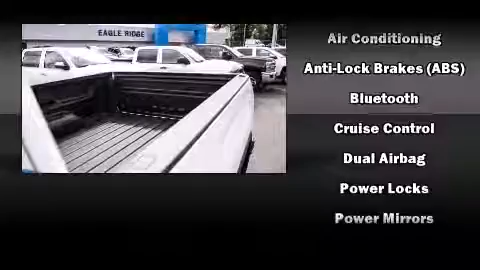 EAGLE RIDGE
Air Conditioning
Anti-Lock Brakes (ABS)
Bluetooth
Cruise Control
Dual Airbag
Power Locks
Power Mirrors